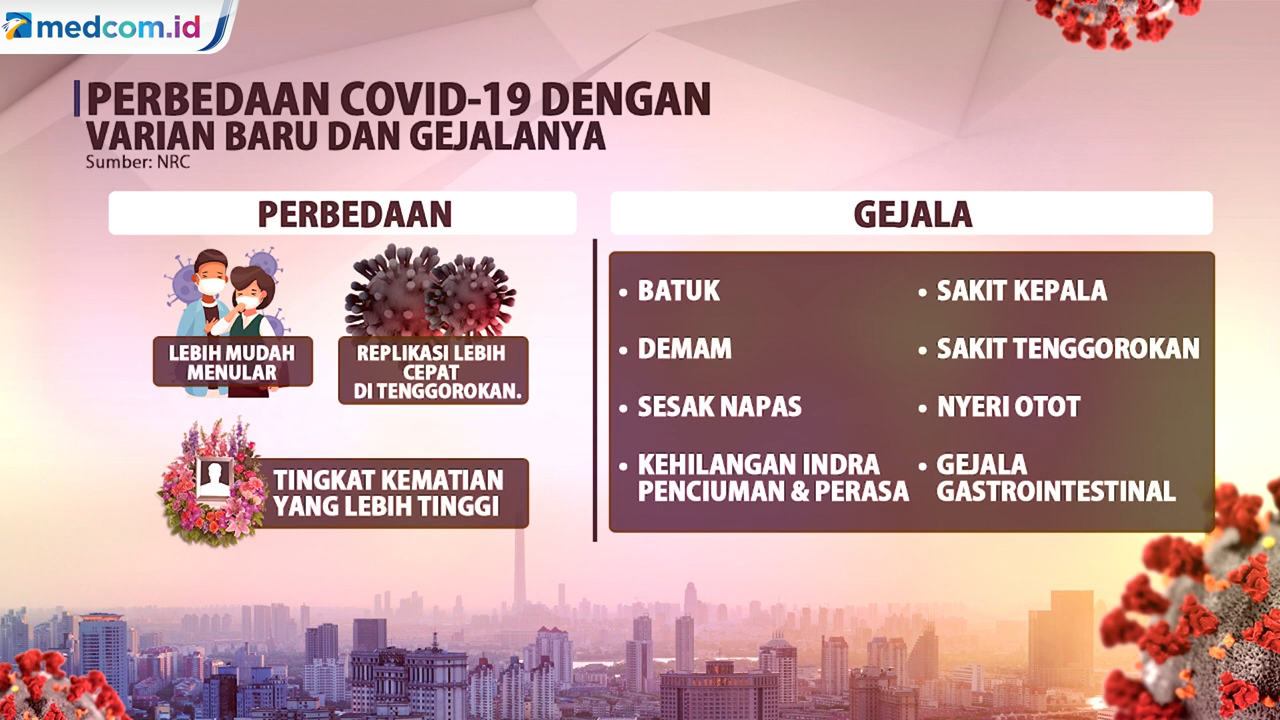 medcom.id
PERBEDAAN COVID-19 DENGAN
VARIAN BARU DAN GEJALANYA
Sumber: NRC
PERBEDAAN
LEBIH MUDAH
MENULAR
REPLIKASI LEBIH
CEPAT
DI TENGGOROKAN.
TINGKAT KEMATIAN
YANG LEBIH TINGGI
GEJALA
• BATUK
• DEMAM
• SESAK NAPAS
• KEHILANGAN INDRA
PENCIUMAN & PERASA
• SAKIT KEPALA
• SAKIT TENGGOROKAN
• NYERI OTOT
• GEJALA
GASTROINTESTINAL